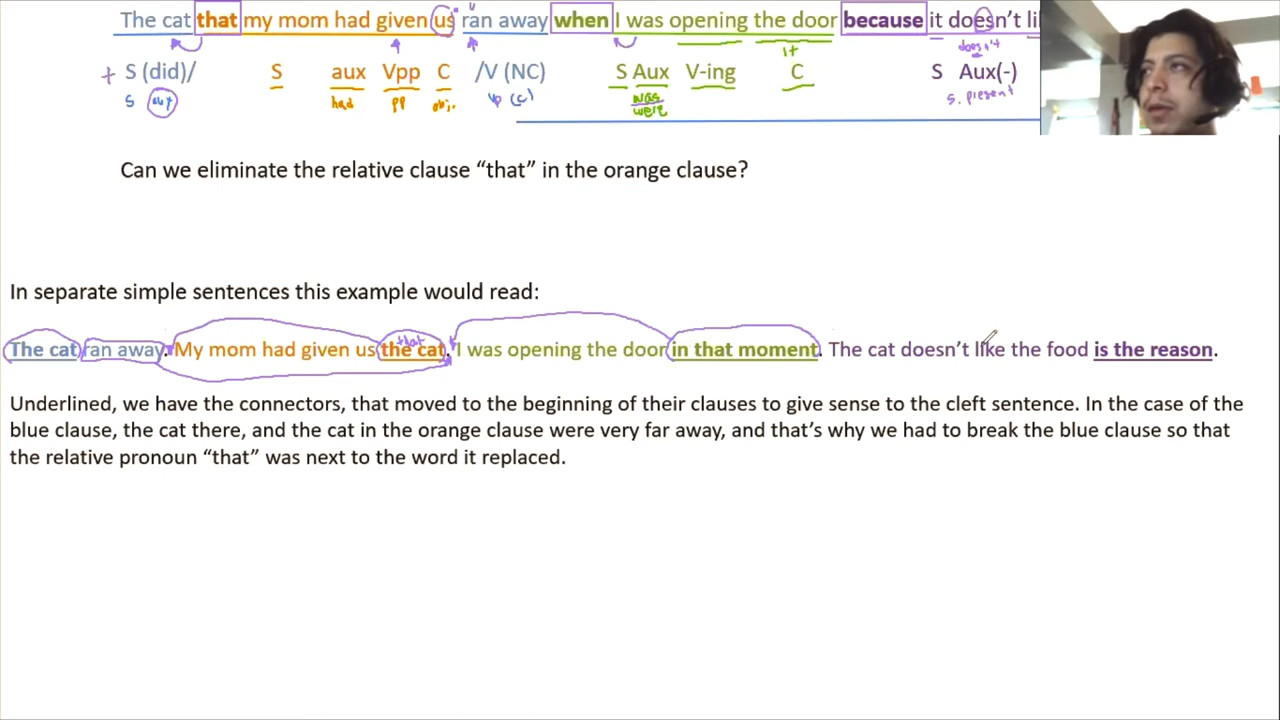 The cat that my mom had given us ran away when I was opening the door because it doesn't li
it
doesn't
+ S (did)/ S aux Vpp C /V (NC) S Aux V-ing C S Aux(-)
S aux had pp obj. vp (c) was s. present
were
Can we eliminate the relative clause “that” in the orange clause?
In separate simple sentences this example would read:
that
The cat ran away. My mom had given us the cat. I was opening the door in that moment. The cat doesn't like the food is the reason.
Underlined, we have the connectors, that moved to the beginning of their clauses to give sense to the cleft sentence. In the case of the
blue clause, the cat there, and the cat in the orange clause were very far away, and that's why we had to break the blue clause so that
the relative pronoun “that” was next to the word it replaced.